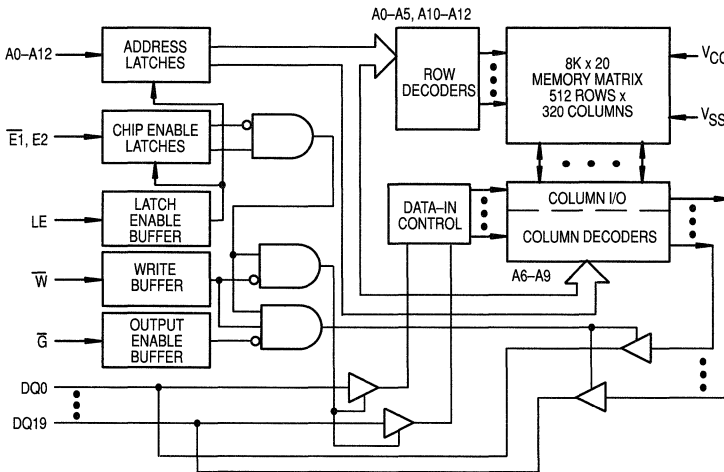 A0–A5, A10–A12
A0–A12
ADDRESS
LATCHES
ROW
DECODERS
8K x 20
MEMORY MATRIX
512 ROWS x
320 COLUMNS
VCC
VSS
E1, E2
CHIP ENABLE
LATCHES
LE
LATCH ENABLE
BUFFER
DATA–IN
CONTROL
COLUMN I/O
COLUMN DECODERS
A6–A9
W
WRITE
BUFFER
G
OUTPUT
ENABLE
BUFFER
DQ0
DQ19